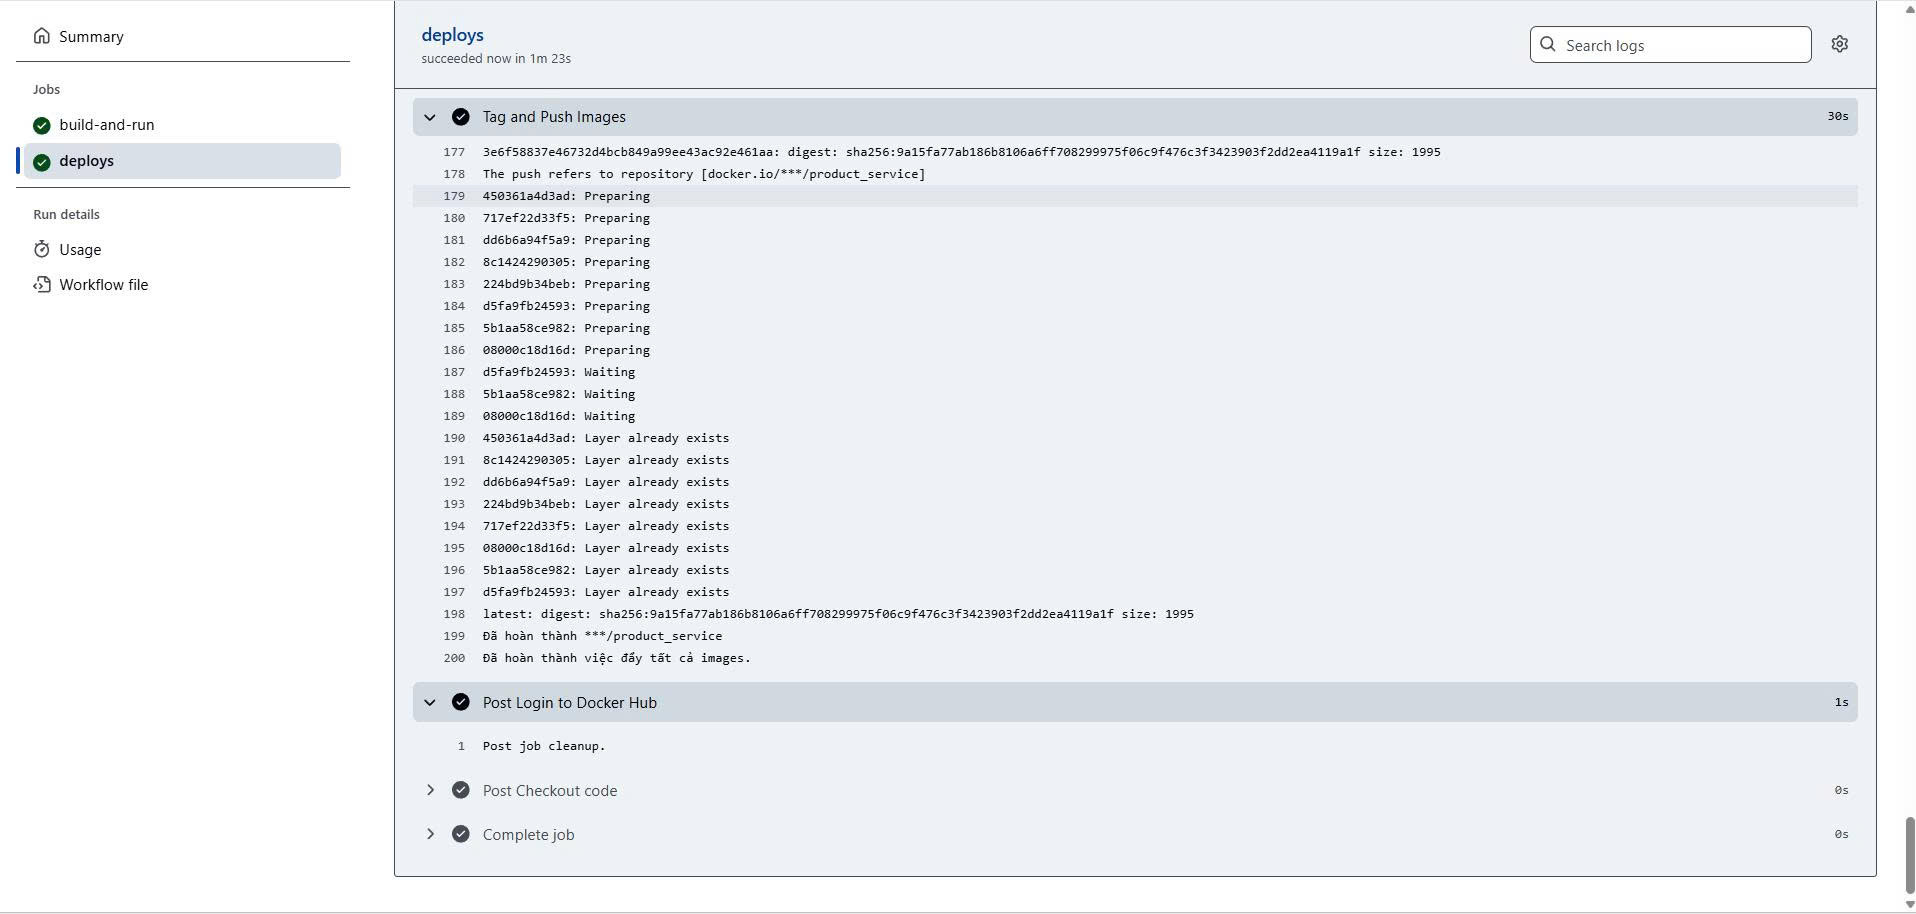 Summary
Jobs
build-and-run
deploys
Run details
Usage
Workflow file
deploys
succeeded now in 1m 23s
Search logs
Tag and Push Images 30s
177 3e6f58837e46732d4bcb849a99ee43ac92e461aa: digest: sha256:9a15fa77ab186b8106a6ff708299975f06c9f476c3f3423903f2dd2ea4119a1f size: 1995
178 The push refers to repository [docker.io/***/product_service]
179 450361a4d3ad: Preparing
180 717ef22d33f5: Preparing
181 dd6b6a94f5a9: Preparing
182 8c1424290305: Preparing
183 224bd9b34beb: Preparing
184 d5fa9fb24593: Preparing
185 5b1aa58ce982: Preparing
186 08000c18d16d: Preparing
187 d5fa9fb24593: Waiting
188 5b1aa58ce982: Waiting
189 08000c18d16d: Waiting
190 450361a4d3ad: Layer already exists
191 8c1424290305: Layer already exists
192 dd6b6a94f5a9: Layer already exists
193 224bd9b34beb: Layer already exists
194 717ef22d33f5: Layer already exists
195 08000c18d16d: Layer already exists
196 5b1aa58ce982: Layer already exists
197 d5fa9fb24593: Layer already exists
198 latest: digest: sha256:9a15fa77ab186b8106a6ff708299975f06c9f476c3f3423903f2dd2ea4119a1f size: 1995
199 Đã hoàn thành ***/product_service
200 Đã hoàn thành việc đẩy tất cả images.
Post Login to Docker Hub 1s
1 Post job cleanup.
Post Checkout code 0s
Complete job 0s